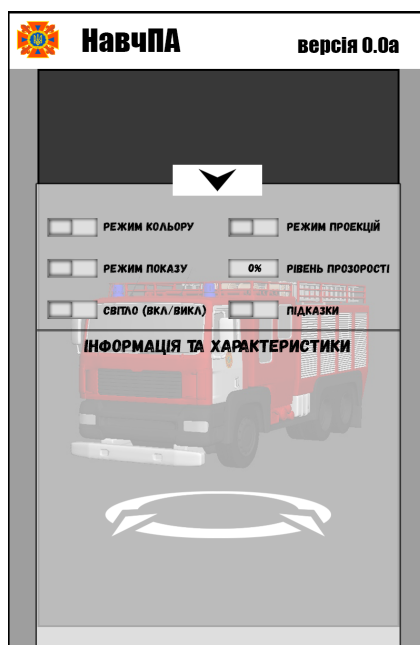 НавчПА
версія 0.0a
РЕЖИМ КОЛЬОРУ
РЕЖИМ ПРОЕКЦІЙ
РЕЖИМ ПОКАЗУ
0%
РІВЕНЬ ПРОЗОРОСТІ
СВІТЛО (ВКЛ/ВИКЛ)
ПІДКАЗКИ
ІНФОРМАЦІЯ ТА ХАРАКТЕРИСТИКИ